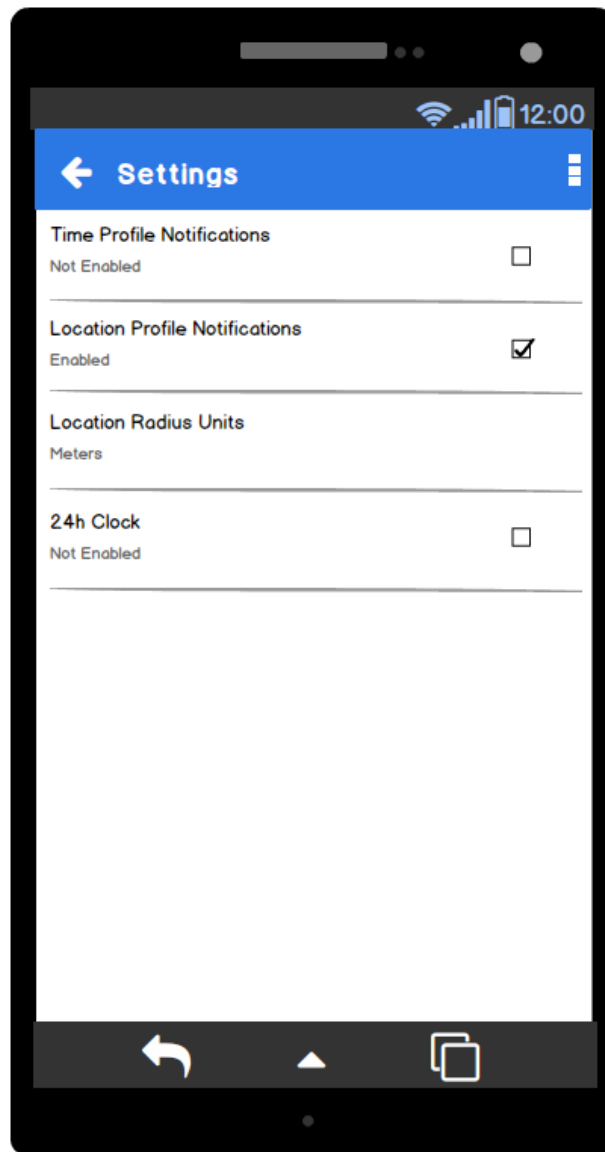 12:00
Settings
Time Profile Notifications
Not Enabled
Location Profile Notifications
Enabled
Location Radius Units
Meters
24h Clock
Not Enabled